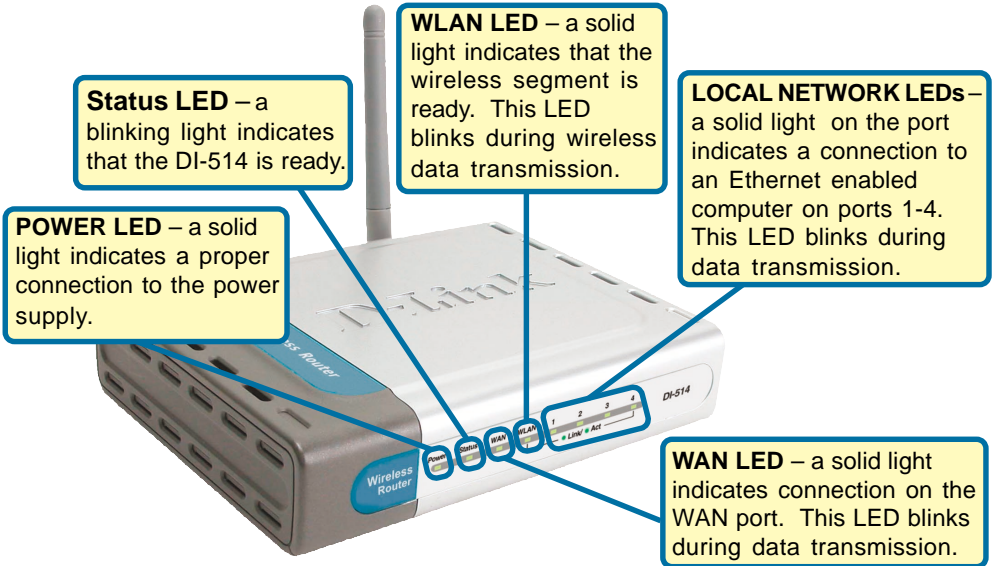 WLAN LED – a solid
light indicates that the
wireless segment is
ready. This LED
blinks during wireless
data transmission.
Status LED – a
blinking light indicates
that the DI-514 is ready.
LOCAL NETWORK LEDs –
a solid light on the port
indicates a connection to
an Ethernet enabled
computer on ports 1-4.
This LED blinks during
data transmission.
POWER LED – a solid
light indicates a proper
connection to the power
supply.
D-Link
Router
Wireless
Router
Power
Status
WAN
WLAN
1 2 3 4
Link/ Act
DI-514
WAN LED – a solid light
indicates connection on the
WAN port. This LED blinks
during data transmission.